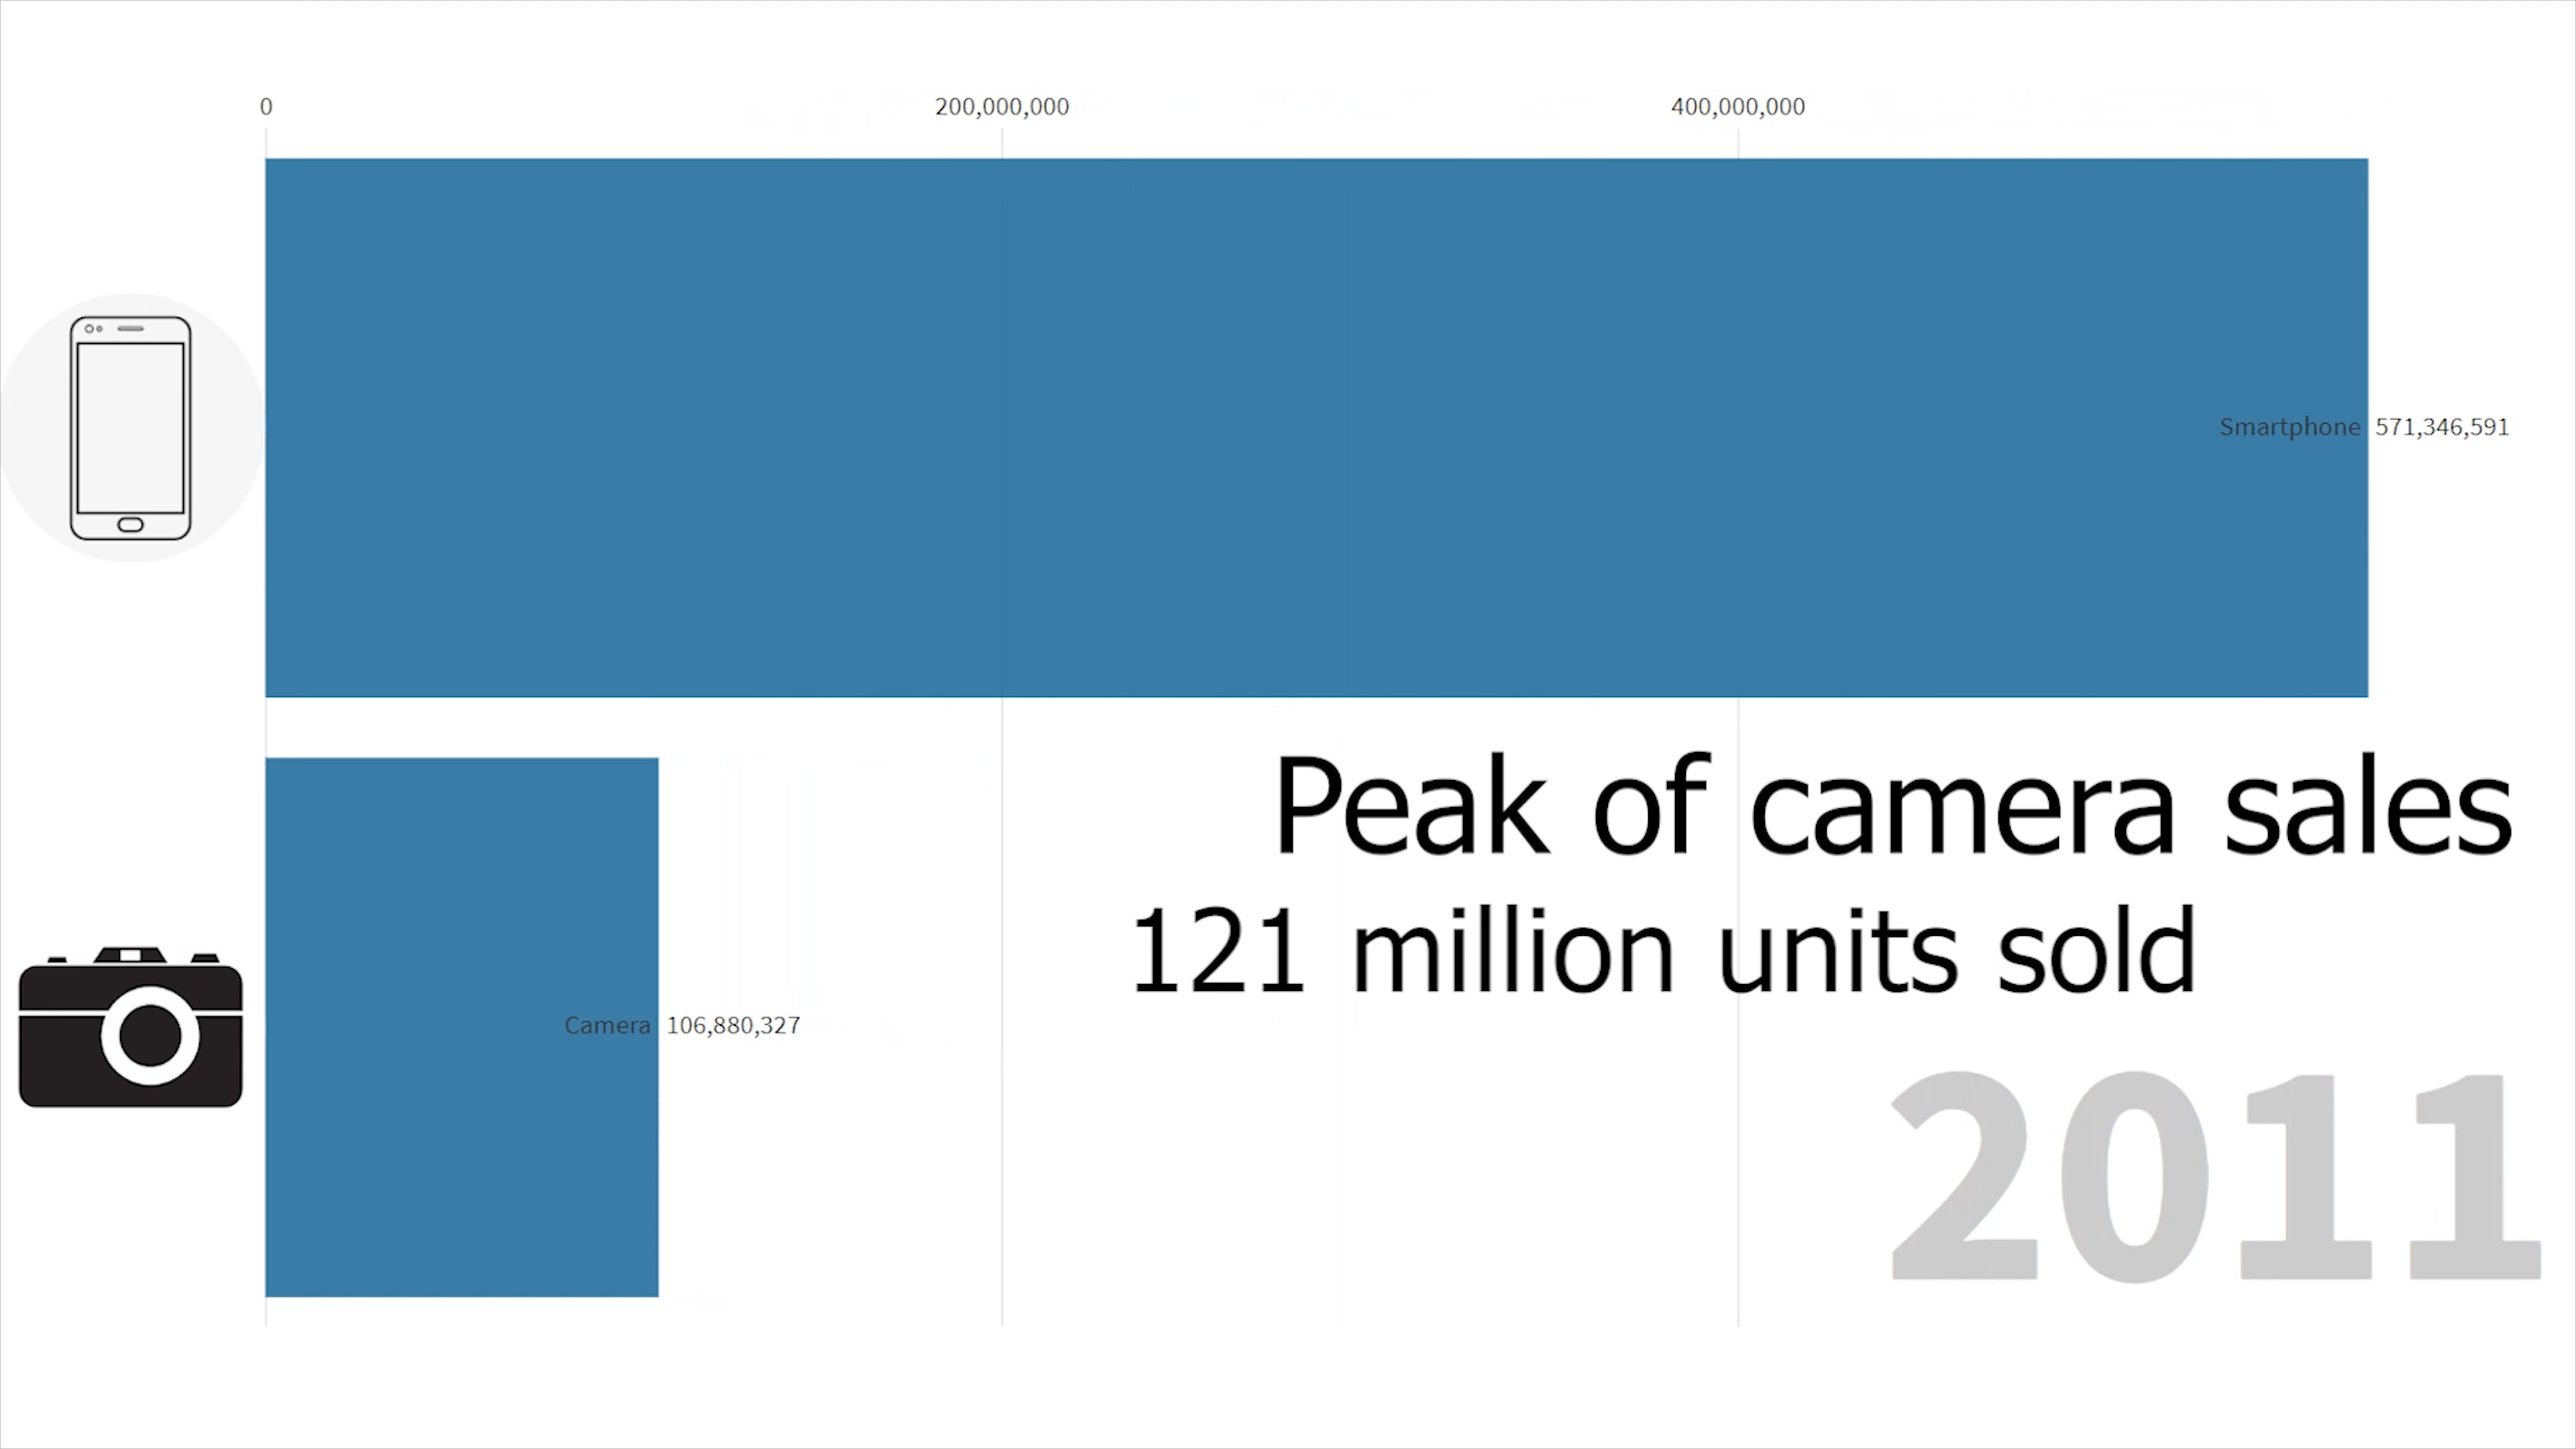 0 200,000,000 400,000,000
Smartphone 571,346,591
Peak of camera sales
121 million units sold
Camera 106,880,327
2011